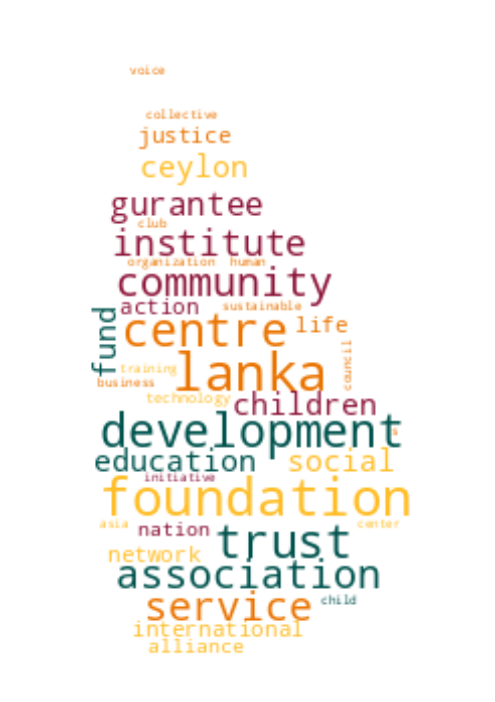 voice
collective
justice
ceylon
gurantee
club
institute
organization human
community
action sustainable
fund centre life
lanka council
training
business
technology children
development s
education social
initiative
foundation
asia nation center
trust
network
association
service child
international
alliance